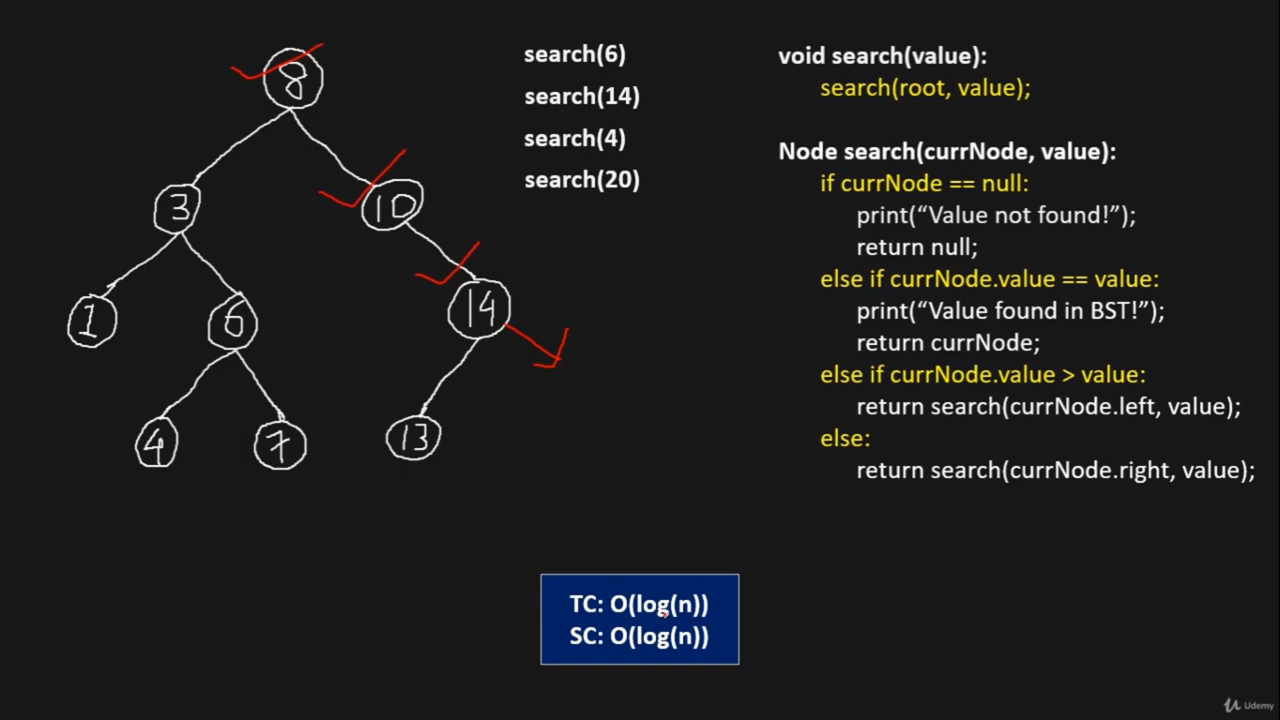 8
3
10
1
6
14
4
7
13
search(6)
search(14)
search(4)
search(20)
void search(value):
search(root, value);
Node search(currNode, value):
if currNode == null:
print(“Value not found!”);
return null;
else if currNode.value == value:
print(“Value found in BST!”);
return currNode;
else if currNode.value > value:
return search(currNode.left, value);
else:
return search(currNode.right, value);
TC: O(log(n))
SC: O(log(n))
Udemy